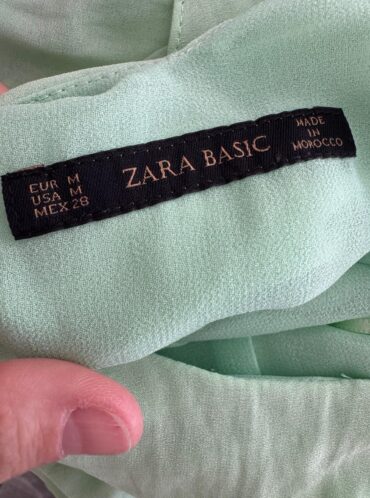 EUR M
USA M
MEX 28
ZARA BASIC
MADE
IN
MOROCCO